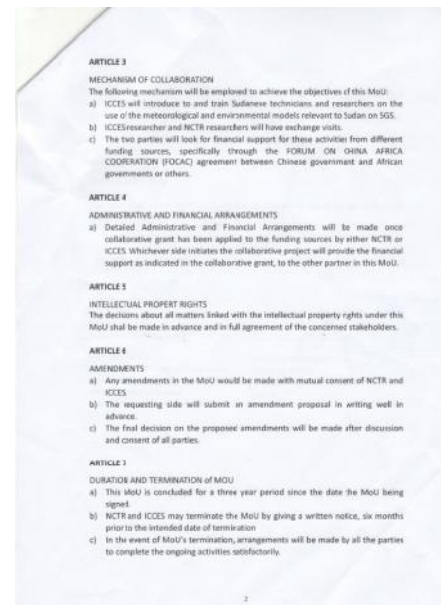 ARTICLE 3
MECHANISM OF COLLABORATION
The following mechanism will be employed to achieve the objectives of this MoU:
a) ICCES will introduce to and train Sudanese technicians and researchers on the
use of the meteorological and environmental models relevant to Sudan on SGS.
b) ICCES researcher and NCTR researchers will have exchange visits.
c) The two parties will look for financial support for these activities from different
funding sources, specifically through the FORUM ON CHINA AFRICA
COOPERATION (FOCAC) agreement between Chinese government and African
governments or others.
ARTICLE 4
ADMINISTRATIVE AND FINANCIAL ARRANGEMENTS
a) Detailed Administrative and Financial Arrangements will be made once
collaborative grant has been applied to the funding sources by either NCTR or
ICCES. Whichever side initiates the collaborative project will provide the financial
support as indicated in the collaborative grant, to the other partner in this MoU.
ARTICLE 5
INTELLECTUAL PROPERT RIGHTS
The decisions about all matters linked with the intellectual property rights under this
MoU shal be made in advance and in full agreement of the concerned stakeholders.
ARTICLE 6
AMENDMENTS
a) Any amendments in the MoU would be made with mutual consent of NCTR and
ICCES
b) The requesting side will submit an amendment proposal in writing well in
advance.
c) The final decision on the proposed amendments will be made after discussion
and consent of all parties.
ARTICLE 7
DURATION AND TERMINATION of MOU
a) This MoU is concluded for a three year period since the date the MoU being
signed.
b) NCTR and ICCES may terminate the MoU by giving a written notice, six months
prior to the intended date of termination
c) In the event of MoU's termination, arrangements will be made by all the parties
to complete the ongoing activities satisfactorily.
2